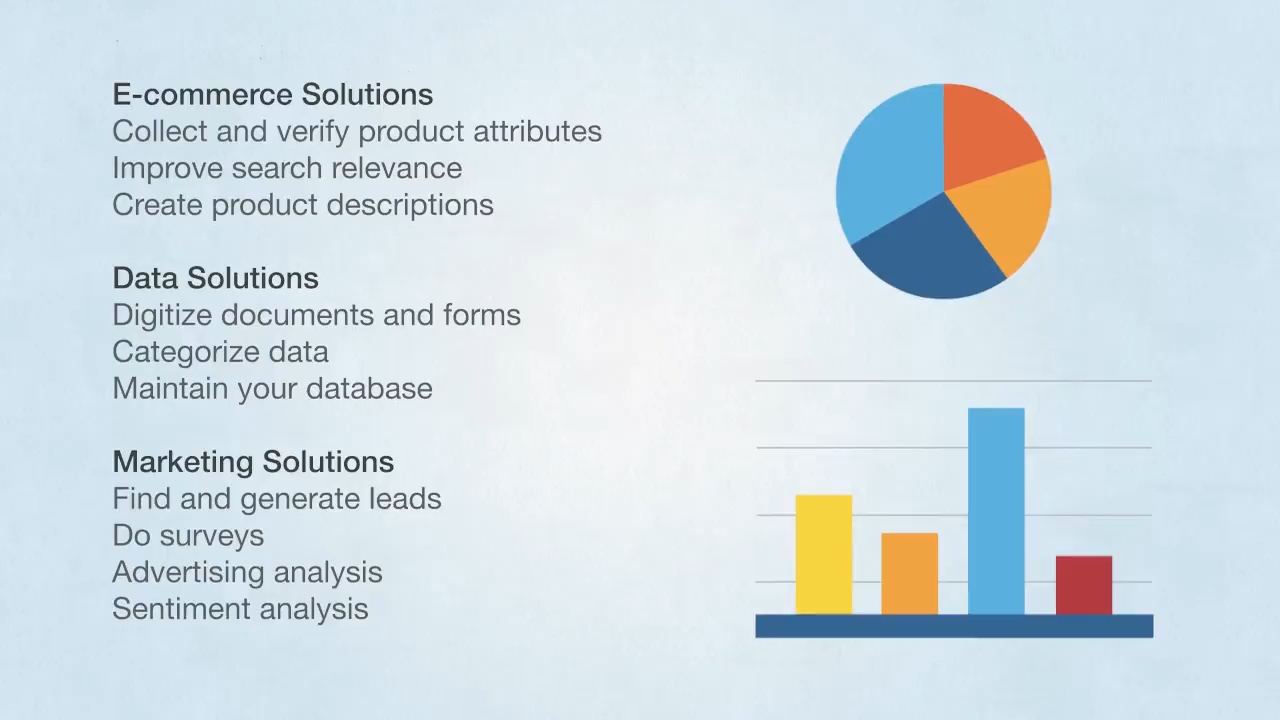 E-commerce Solutions
Collect and verify product attributes
Improve search relevance
Create product descriptions
Data Solutions
Digitize documents and forms
Categorize data
Maintain your database
Marketing Solutions
Find and generate leads
Do surveys
Advertising analysis
Sentiment analysis